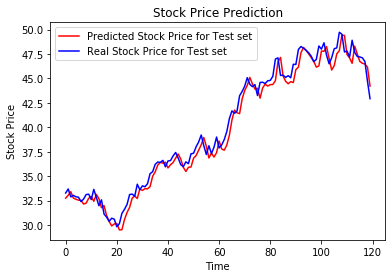 Stock Price Prediction
Predicted Stock Price for Test set
Real Stock Price for Test set
Stock Price
50.0
47.5
45.0
42.5
40.0
37.5
35.0
32.5
30.0
0 20 40 60 80 100 120
Time